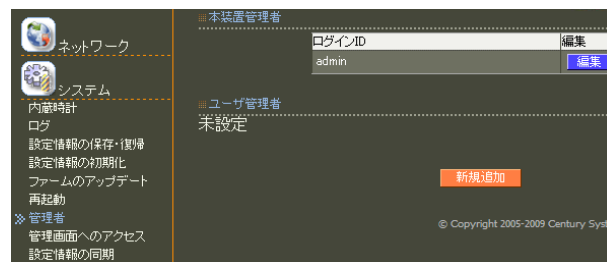 ネットワーク
システム
内蔵時計
ログ
設定情報の保存･復帰
設定情報の初期化
ファームのアップデート
再起動
管理者
管理画面へのアクセス
設定情報の同期
本装置管理者
ログインID
編集
admin
編集
ユーザ管理者
未設定
新規追加
© Copyright 2005-2009 Century Sys